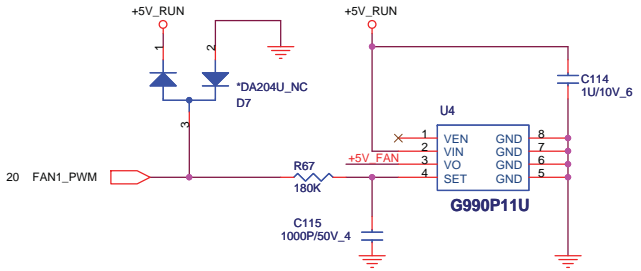 +5V_RUN
+5V_RUN
1
2
*DA204U_NC
D7
3
C114
1U/10V_6
U4
1 VEN GND 8
2 VIN GND 7
+5V_FAN 3 VO GND 6
4 SET GND 5
G990P11U
20 FAN1_PWM
R67
180K
C115
1000P/50V_4